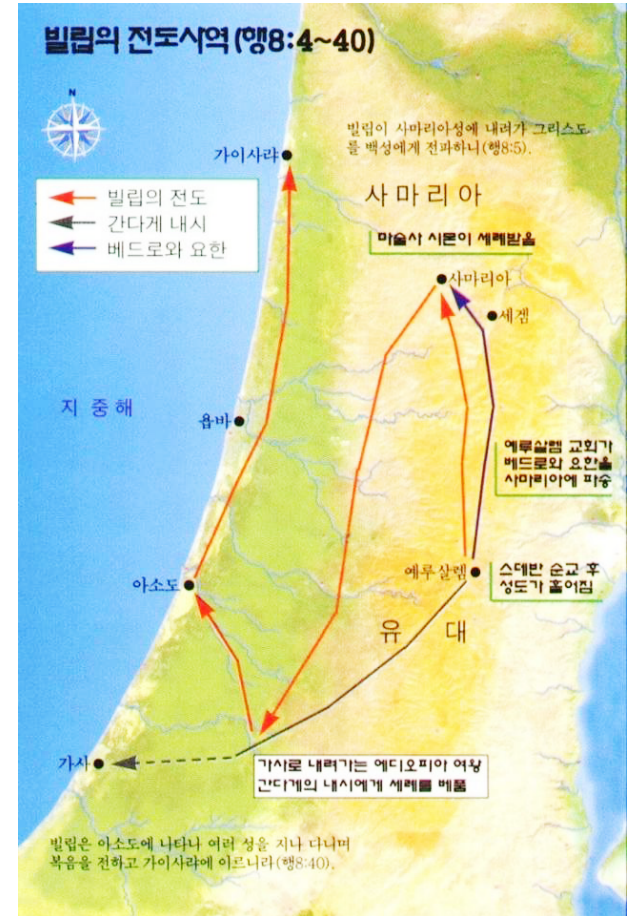 빌립의 전도사역(행8:4~40)
N
빌립이 사마리아성에 내려가 그리스도
를 백성에게 전파하니(행8:5).
가이사랴
사 마 리 아
빌립의 전도
간다게 내시
베드로와 요한
마술사 시몬이 세례받음
사마리아
세겜
지 중 해
욥바
예루살렘 교회가
베드로와 요한을
사마리아에 파송
예루살렘
스데반 순교 후
성도가 흩어짐
아소도
유 대
가사
가사로 내려가는 에디오피아 여왕
간다게의 내시에게 세례를 베품
빌립은 아소도에 나타나 여러 성을 지나 다니며
복음을 전하고 가이사랴에 이르니라(행8:40).